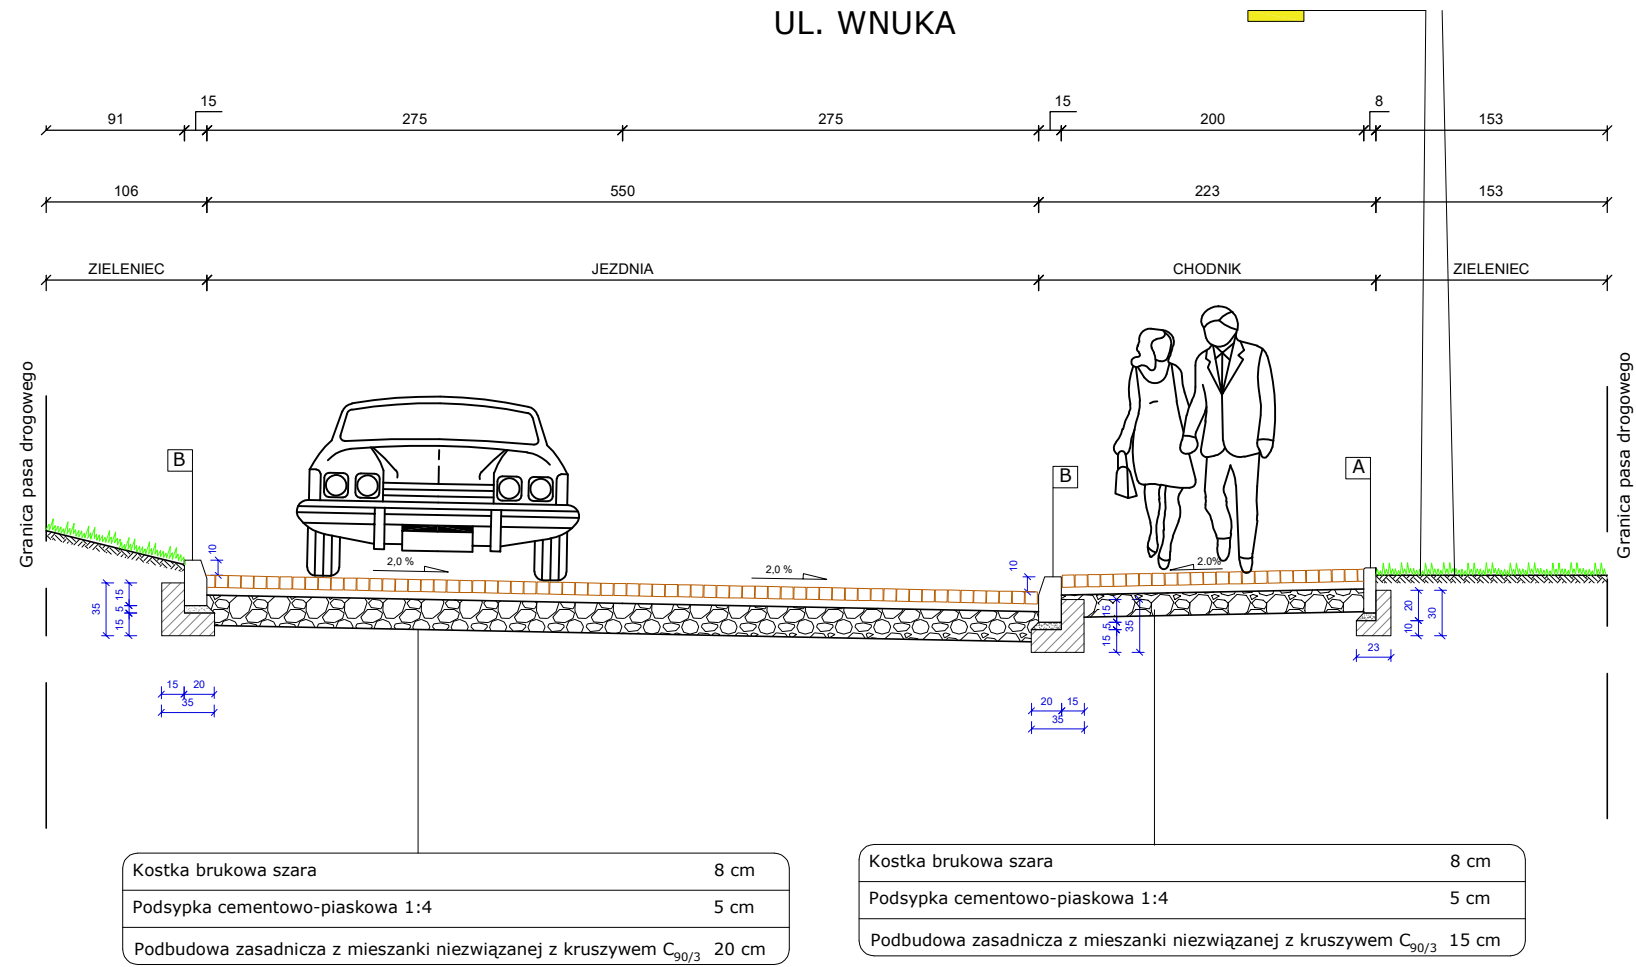 UL. WNUKA
15
15
8
91
275
275
200
153
106
550
223
153
ZIELENIEC
JEZDNIA
CHODNIK
ZIELENIEC
Granica pasa drogowego
Granica pasa drogowego
B
B
A
10
2,0 %
2,0 %
10
2.0%
35
15
5
15
15
5
15
35
20
10
30
23
15
20
35
20
15
35
Kostka brukowa szara 8 cm
Podsypka cementowo-piaskowa 1:4 5 cm
Podbudowa zasadnicza z mieszanki niezwiązanej z kruszywem C90/3 20 cm
Kostka brukowa szara 8 cm
Podsypka cementowo-piaskowa 1:4 5 cm
Podbudowa zasadnicza z mieszanki niezwiązanej z kruszywem C90/3 15 cm